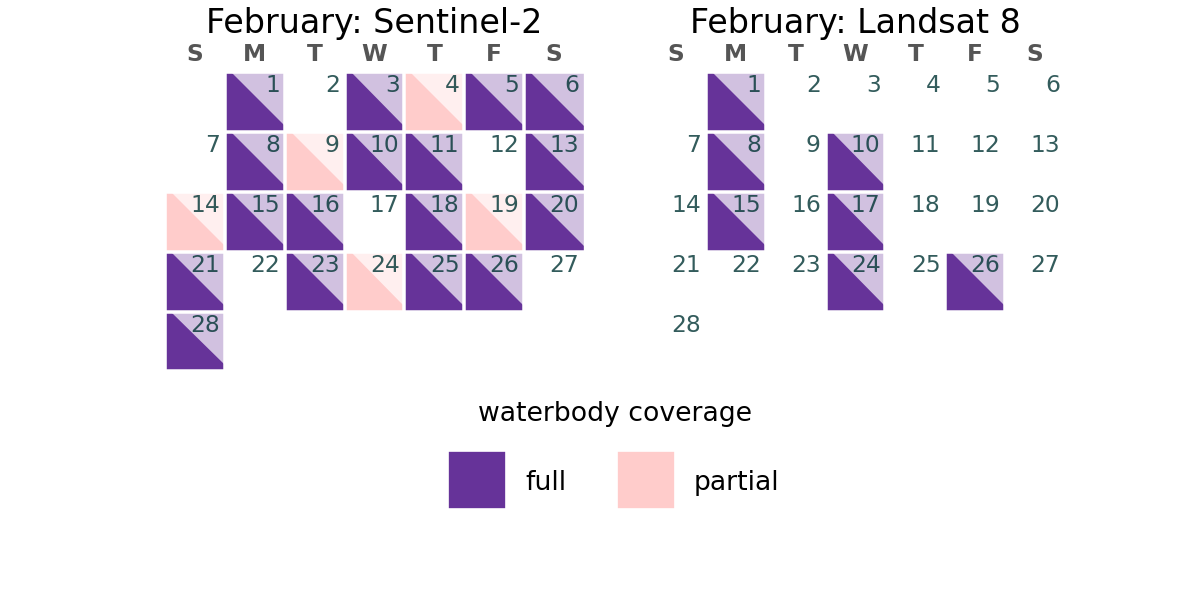 February: Sentinel-2
S M T W T F S
1 2 3 4 5 6
7 8 9 10 11 12 13
14 15 16 17 18 19 20
21 22 23 24 25 26 27
28
February: Landsat 8
S M T W T F S
1 2 3 4 5 6
7 8 9 10 11 12 13
14 15 16 17 18 19 20
21 22 23 24 25 26 27
28
waterbody coverage
full
partial